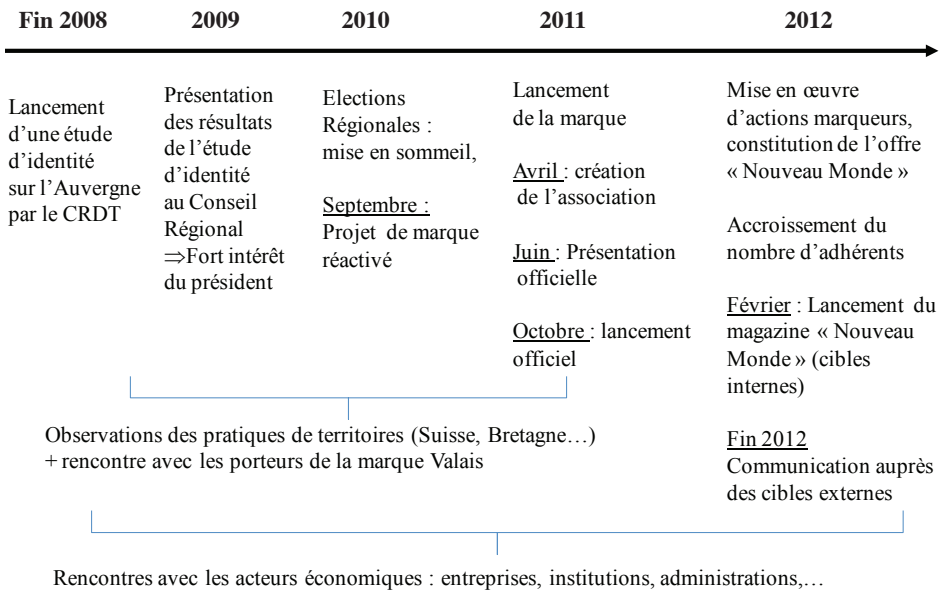 Fin 2008
2009
2010
2011
2012
Lancement
d’une étude
d’identité
sur l’Auvergne
par le CRDT
Présentation
des résultats
de l’étude
d’identité
au Conseil
Régional
⇒Fort intérêt
du président
Elections
Régionales :
mise en sommeil,
Septembre :
Projet de marque
réactivé
Lancement
de la marque
Avril : création
de l’association
Juin : Présentation
officielle
Octobre : lancement
officiel
Mise en œuvre
d’actions marqueurs,
constitution de l’offre
« Nouveau Monde »
Accroissement du
nombre d’adhérents
Février : Lancement du
magazine « Nouveau
Monde » (cibles
internes)
Fin 2012
Communication auprès
des cibles externes
Observations des pratiques de territoires (Suisse, Bretagne…)
+ rencontre avec les porteurs de la marque Valais
Rencontres avec les acteurs économiques : entreprises, institutions, administrations,…